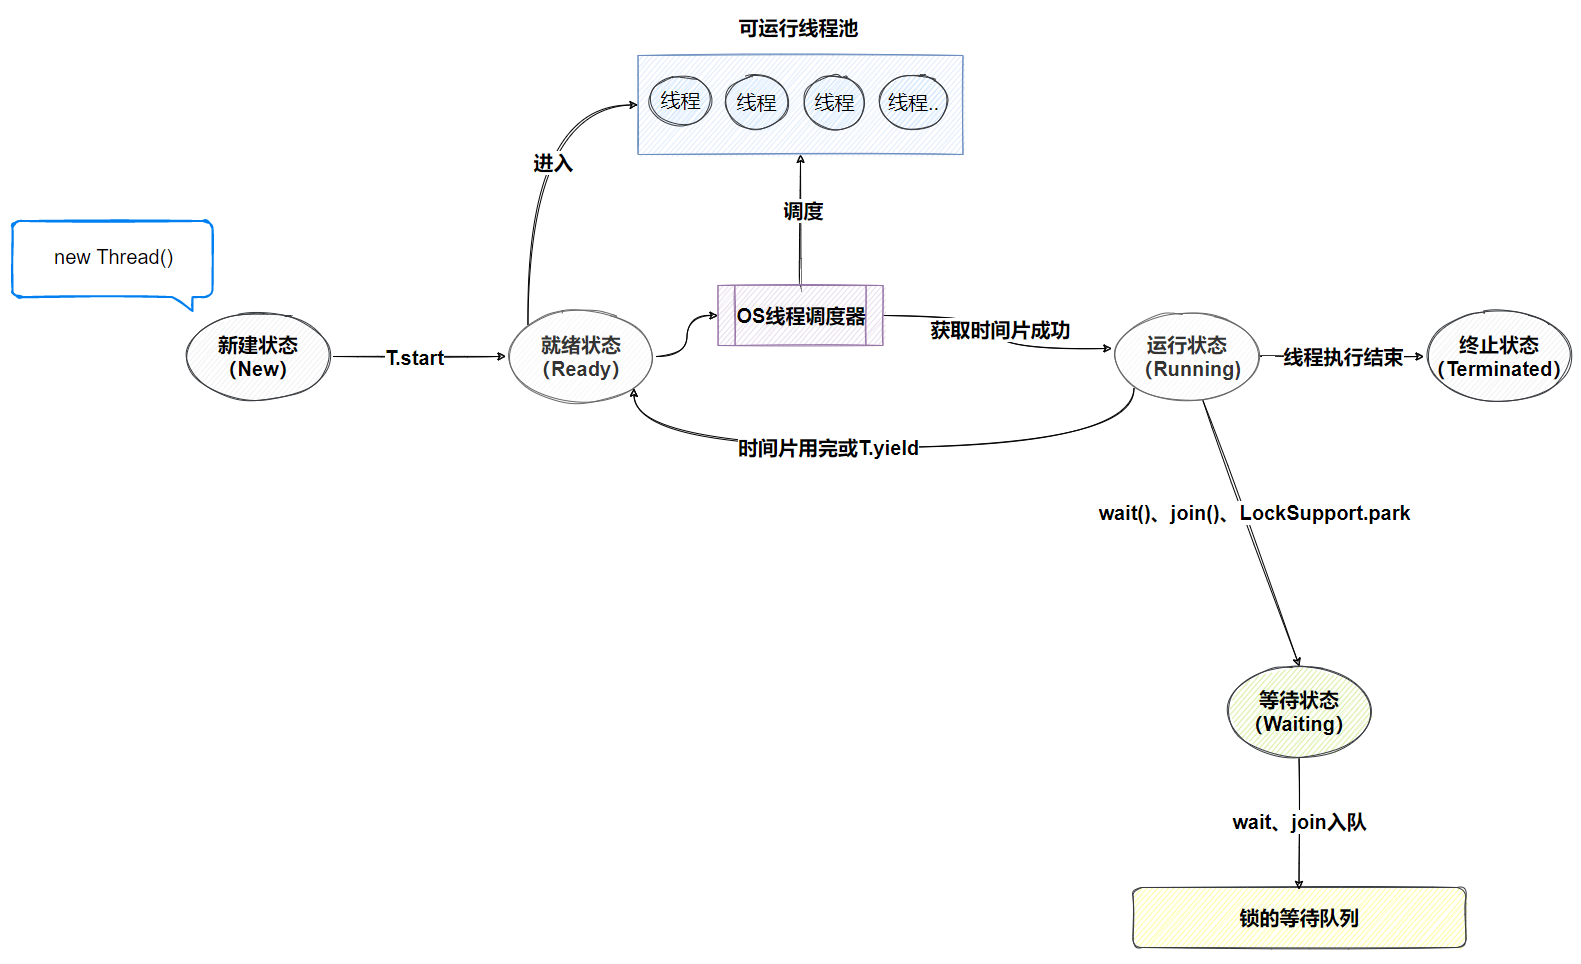 可运行线程池
线程
线程
线程
线程..
进入
调度
new Thread()
OS线程调度器
获取时间片成功
新建状态
（New）
T.start
就绪状态
（Ready）
运行状态
（Running)
线程执行结束
终止状态
（Terminated）
时间片用完或T.yield
wait()、join()、LockSupport.park
等待状态
（Waiting）
wait、join入队
锁的等待队列